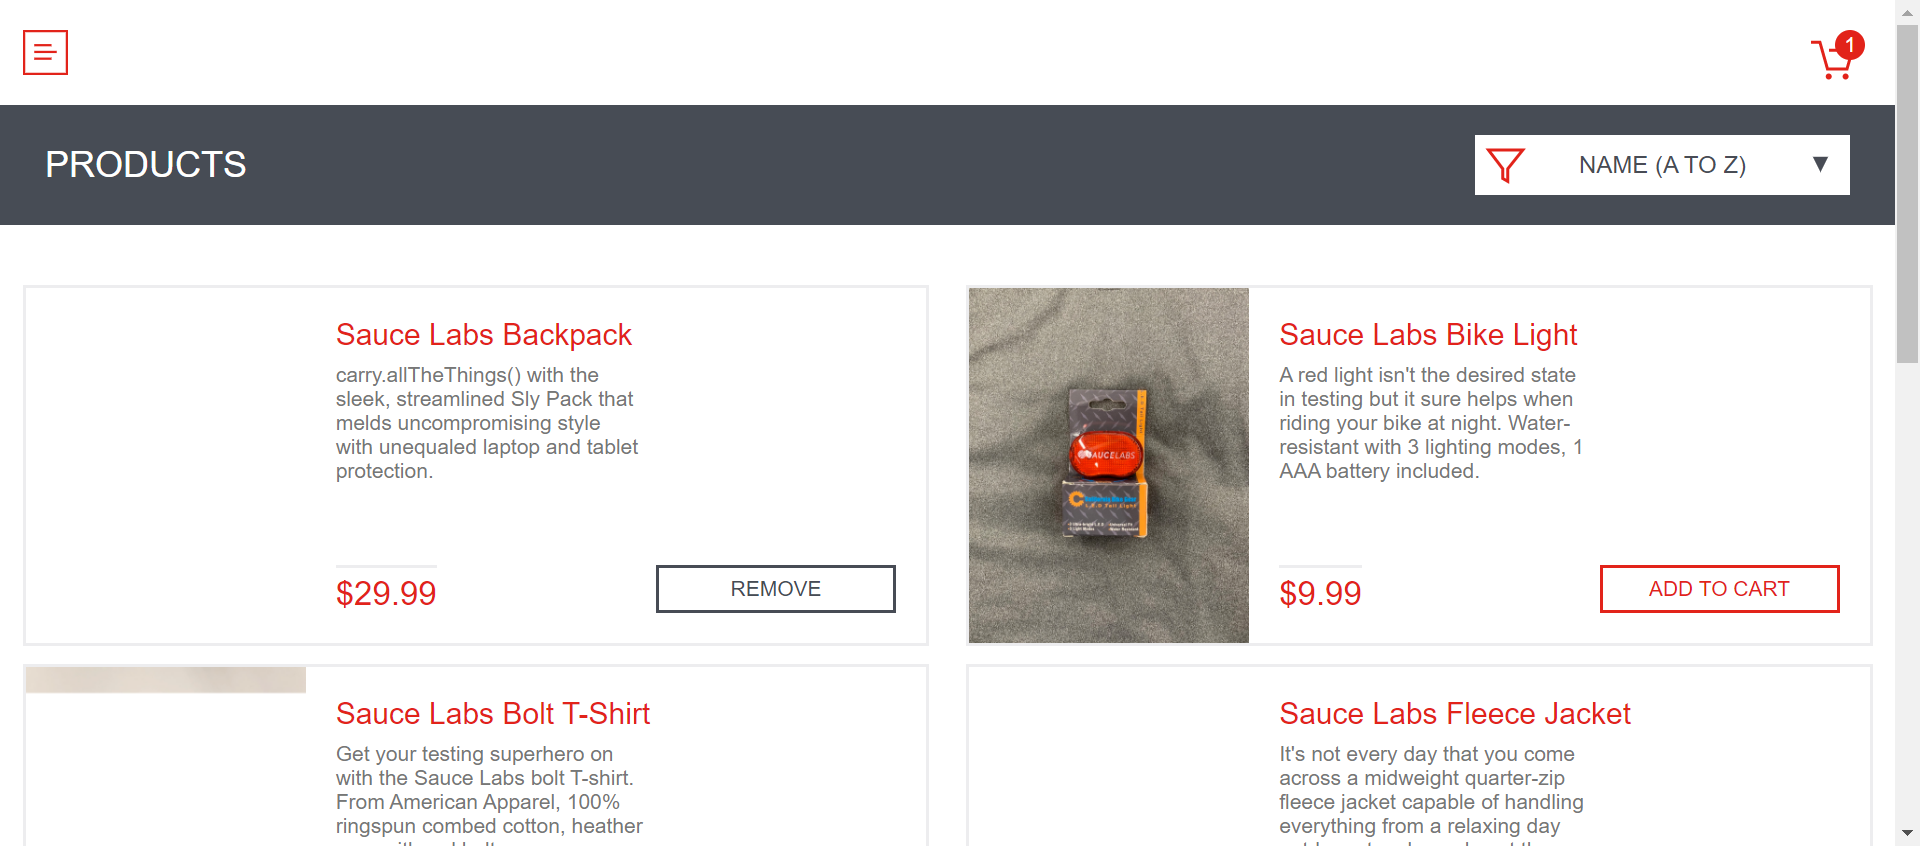 1
PRODUCTS
NAME (A TO Z) ▼
Sauce Labs Backpack
carry.allTheThings() with the
sleek, streamlined Sly Pack that
melds uncompromising style
with unequaled laptop and tablet
protection.
$29.99
REMOVE
SAUCELABS
Sauce Labs Bike Light
A red light isn't the desired state
in testing but it sure helps when
riding your bike at night. Water-
resistant with 3 lighting modes, 1
AAA battery included.
$9.99
ADD TO CART
Sauce Labs Bolt T-Shirt
Get your testing superhero on
with the Sauce Labs bolt T-shirt.
From American Apparel, 100%
ringspun combed cotton, heather
Sauce Labs Fleece Jacket
It's not every day that you come
across a midweight quarter-zip
fleece jacket capable of handling
everything from a relaxing day